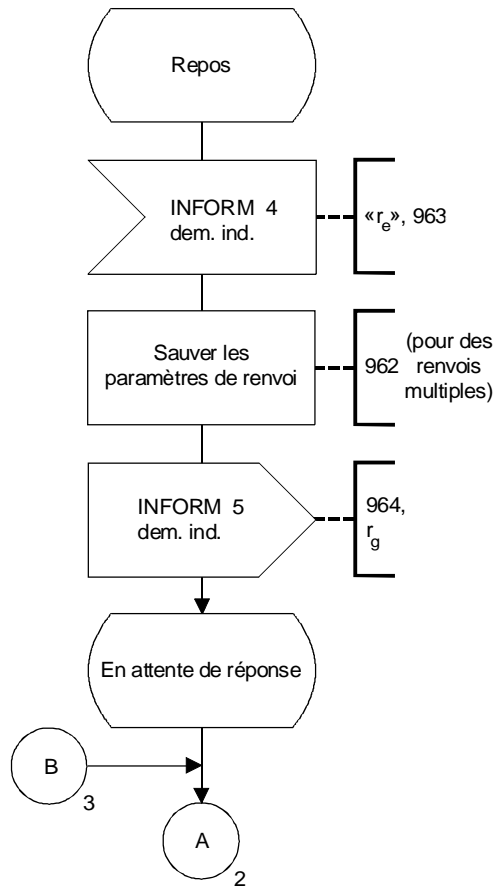 Repos
INFORM 4
dem. ind.
«re», 963
Sauver les
paramètres de renvoi
962
(pour des
renvois
multiples)
INFORM 5
dem. ind.
964,
rg
En attente de réponse
B
3
A
2